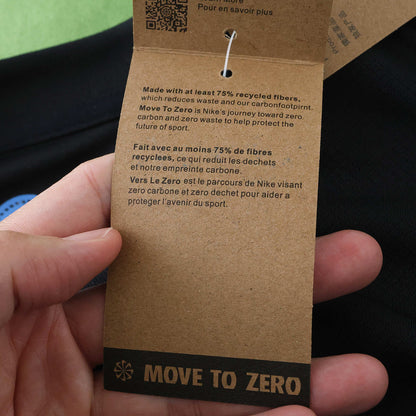 Pour en savoir plus
Made with at least 75% recycled fibers,
which reduces waste and our carbonfootpirnt.
Move To Zero is Nike's journey toward zero
carbon and zero waste to help protect the
future of sport.
Fait avec au moins 75% de fibres
recyclees, ce qui reduit les dechets
et notre empreinte carbone.
Vers Le Zero est le parcours de Nike visant
zero carbone et zero dechet pour aider a
proteger l'avenir du sport.
MOVE TO ZERO